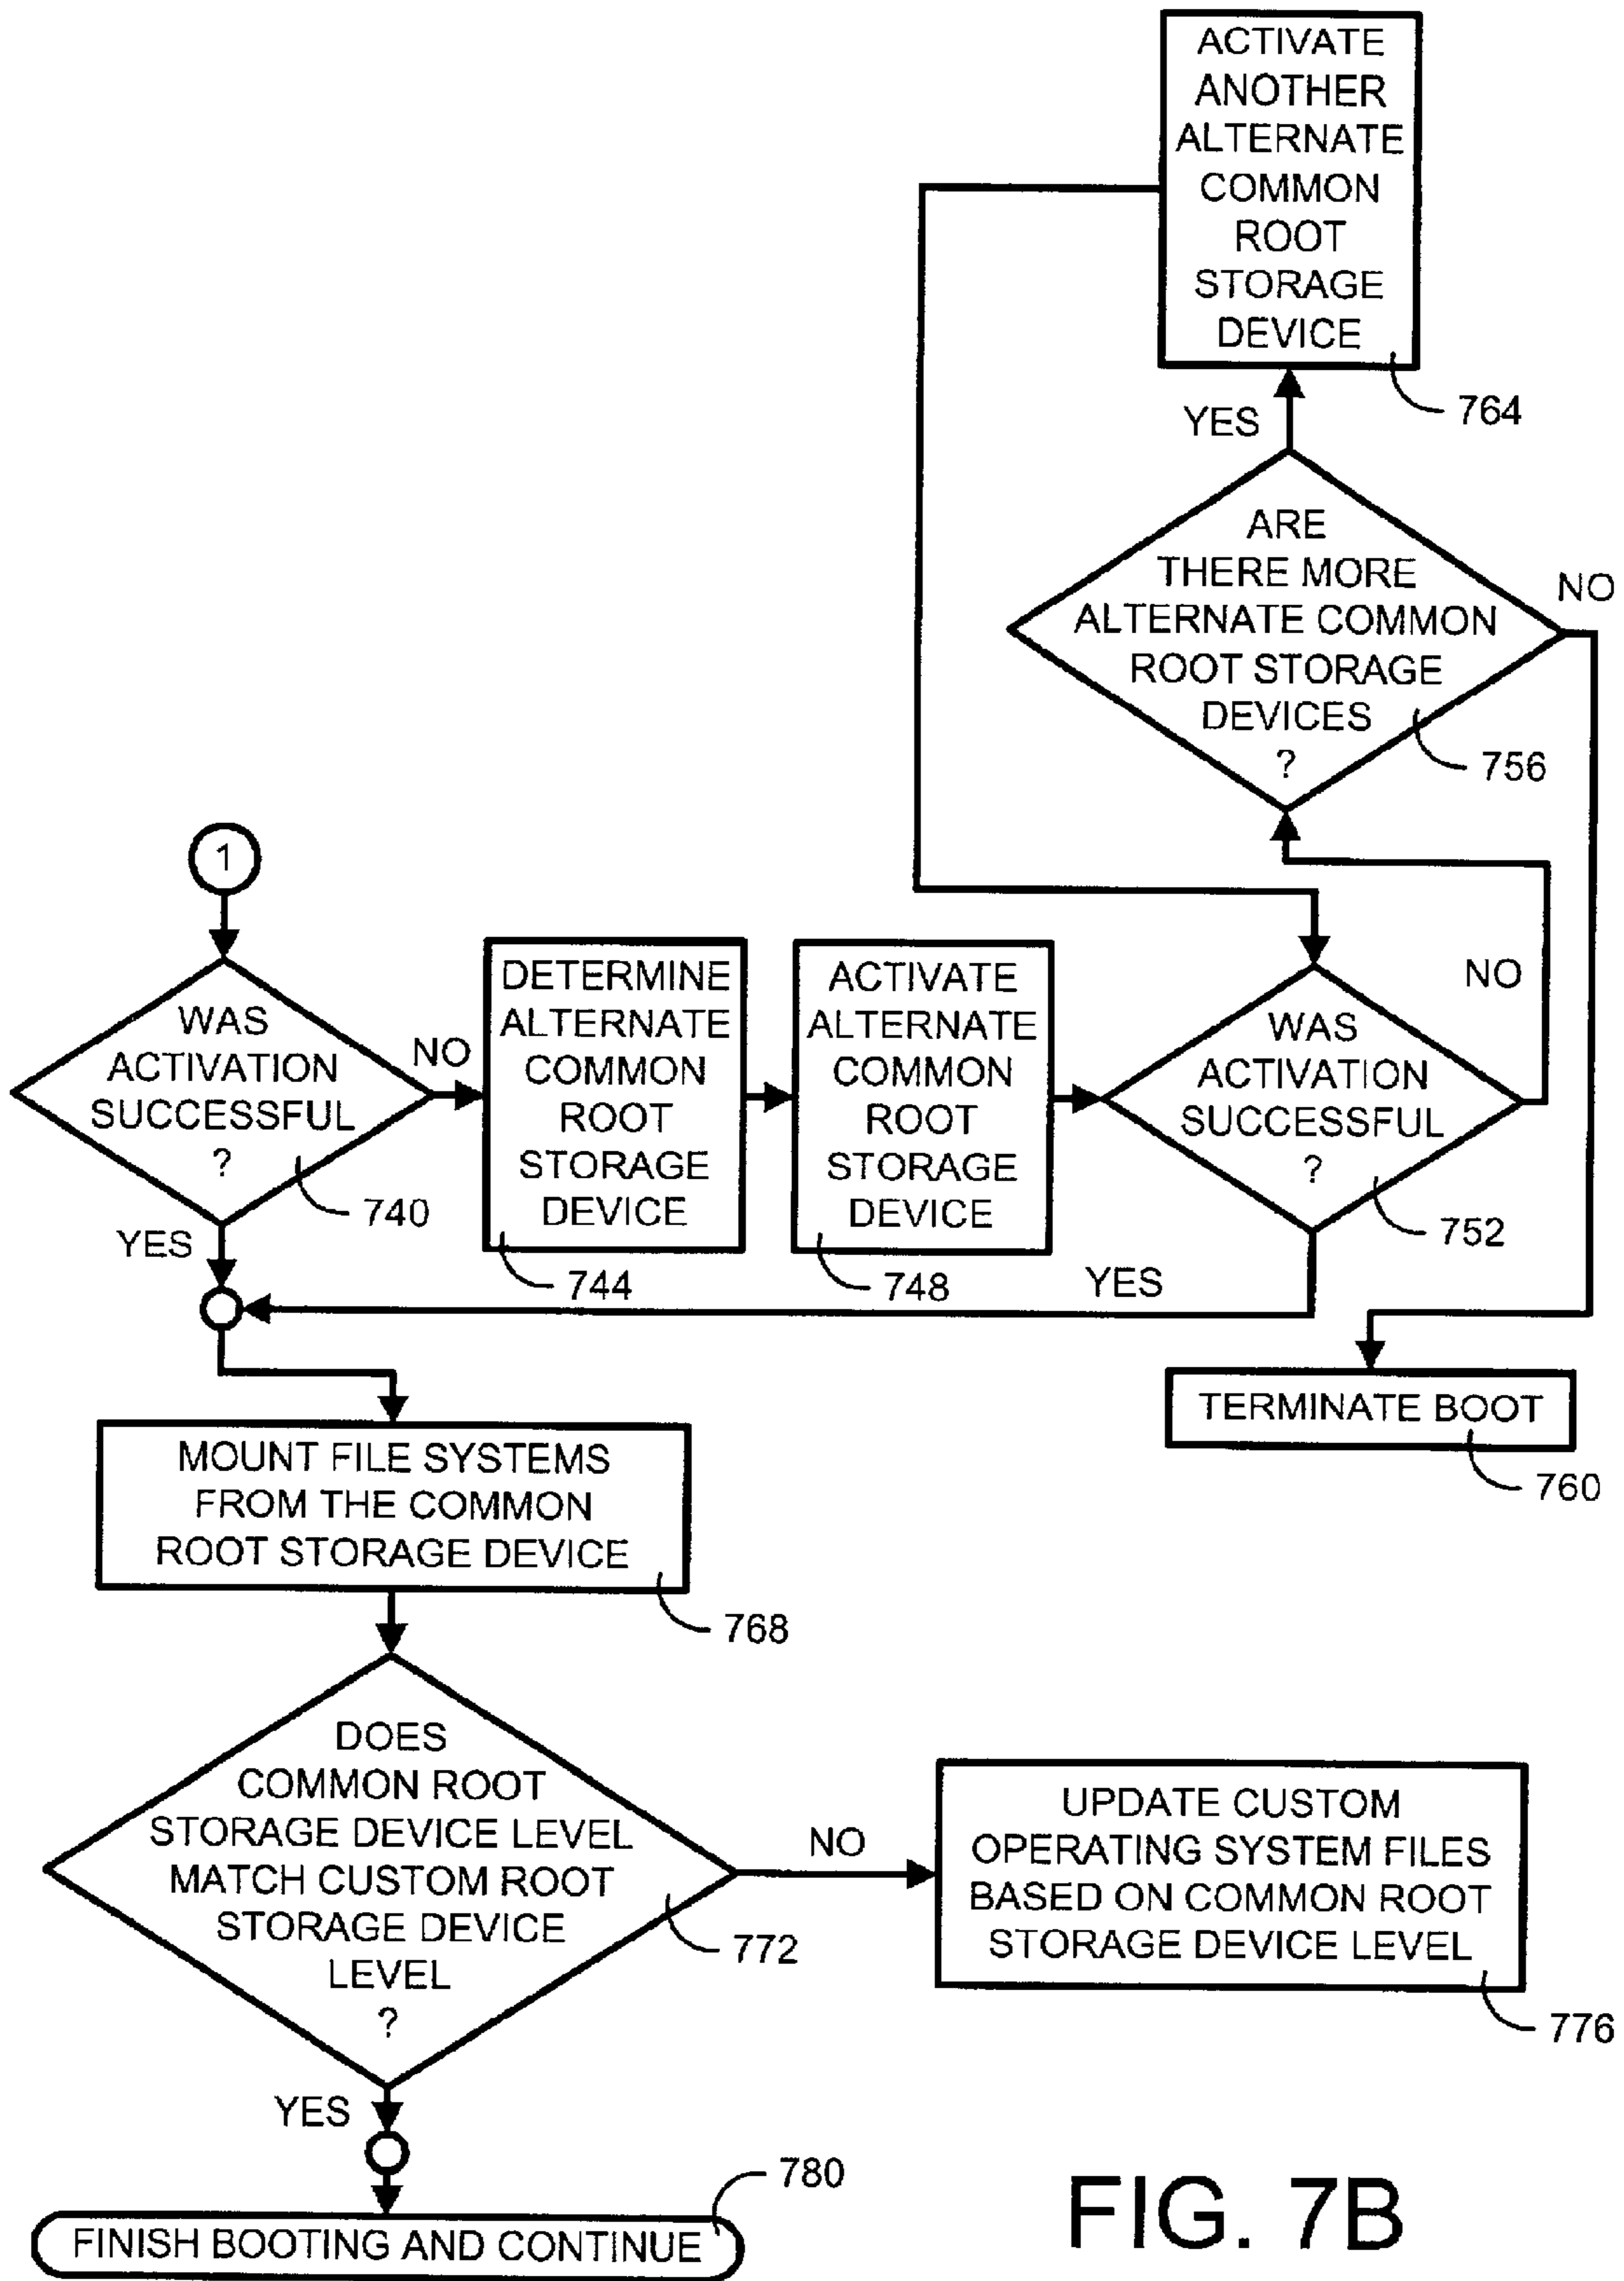 ACTIVATE
ANOTHER
ALTERNATE
COMMON
ROOT
STORAGE
DEVICE
764
YES
ARE
THERE MORE
ALTERNATE COMMON
ROOT STORAGE
DEVICES
?
NO
756
1
WAS
ACTIVATION
SUCCESSFUL
?
NO
740
YES
DETERMINE
ALTERNATE
COMMON
ROOT
STORAGE
DEVICE
744
ACTIVATE
ALTERNATE
COMMON
ROOT
STORAGE
DEVICE
748
WAS
ACTIVATION
SUCCESSFUL
?
NO
752
YES
TERMINATE BOOT
760
MOUNT FILE SYSTEMS
FROM THE COMMON
ROOT STORAGE DEVICE
768
DOES
COMMON ROOT
STORAGE DEVICE LEVEL
MATCH CUSTOM ROOT
STORAGE DEVICE
LEVEL
?
772
NO
UPDATE CUSTOM
OPERATING SYSTEM FILES
BASED ON COMMON ROOT
STORAGE DEVICE LEVEL
776
YES
780
FINISH BOOTING AND CONTINUE
FIG. 7B